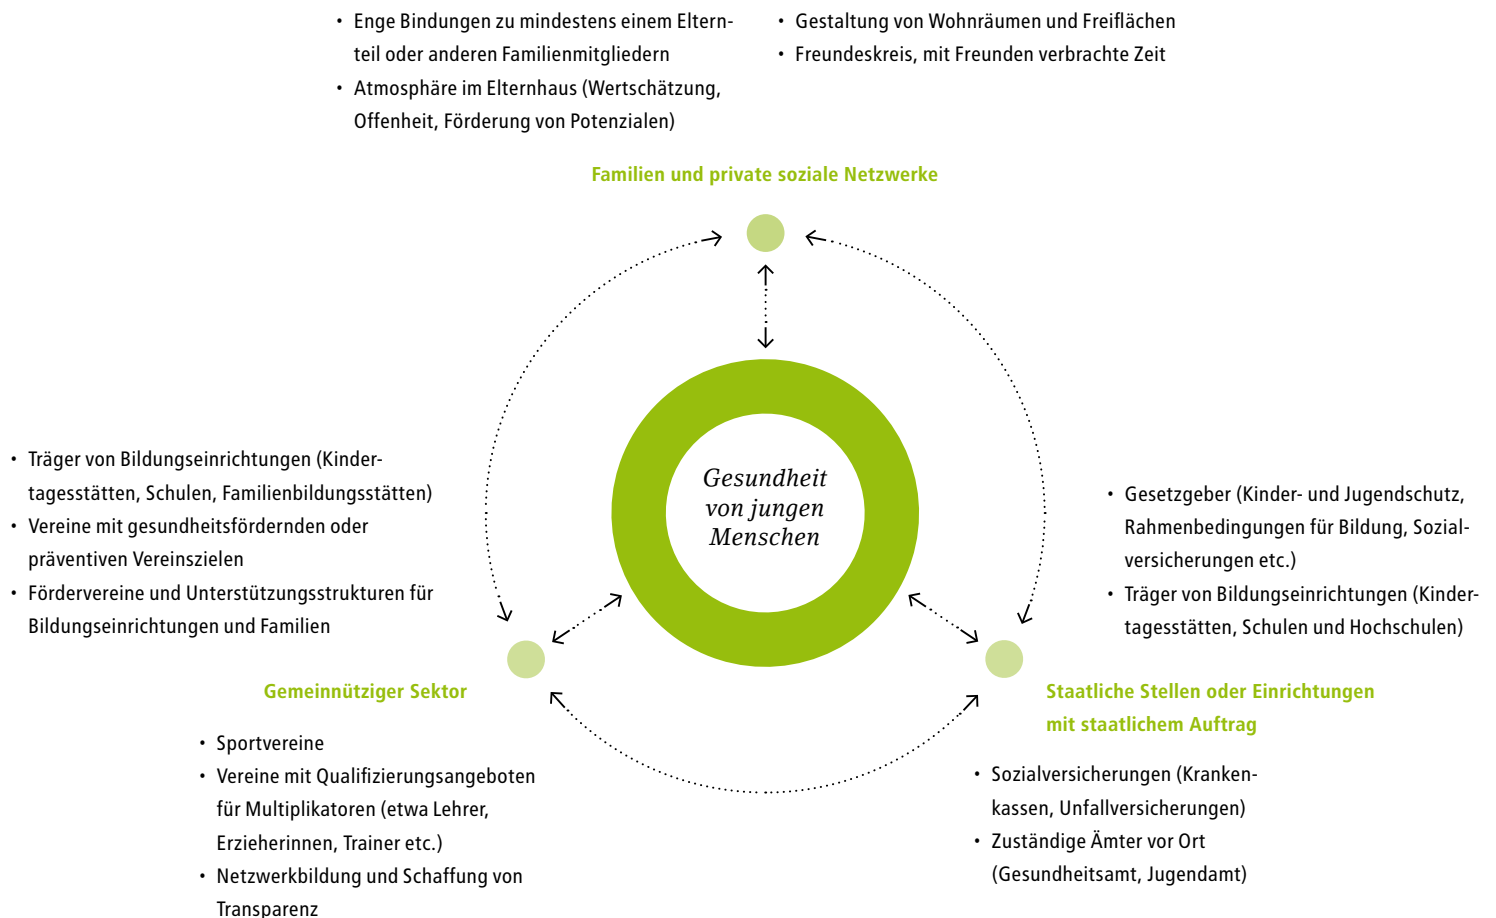 • Enge Bindungen zu mindestens einem Eltern-
teil oder anderen Familienmitgliedern
• Atmosphäre im Elternhaus (Wertschätzung,
Offenheit, Förderung von Potenzialen)
• Gestaltung von Wohnräumen und Freiflächen
• Freundeskreis, mit Freunden verbrachte Zeit
Familien und private soziale Netzwerke
Gesundheit
von jungen
Menschen
• Träger von Bildungseinrichtungen (Kinder-
tagesstätten, Schulen, Familienbildungsstätten)
• Vereine mit gesundheitsfördernden oder
präventiven Vereinszielen
• Fördervereine und Unterstützungsstrukturen für
Bildungseinrichtungen und Familien
Gemeinnütziger Sektor
• Sportvereine
• Vereine mit Qualifizierungsangeboten
für Multiplikatoren (etwa Lehrer,
Erzieherinnen, Trainer etc.)
• Netzwerkbildung und Schaffung von
Transparenz
• Gesetzgeber (Kinder- und Jugendschutz,
Rahmenbedingungen für Bildung, Sozial-
versicherungen etc.)
• Träger von Bildungseinrichtungen (Kinder-
tagesstätten, Schulen und Hochschulen)
Staatliche Stellen oder Einrichtungen
mit staatlichem Auftrag
• Sozialversicherungen (Kranken-
kassen, Unfallversicherungen)
• Zuständige Ämter vor Ort
(Gesundheitsamt, Jugendamt)